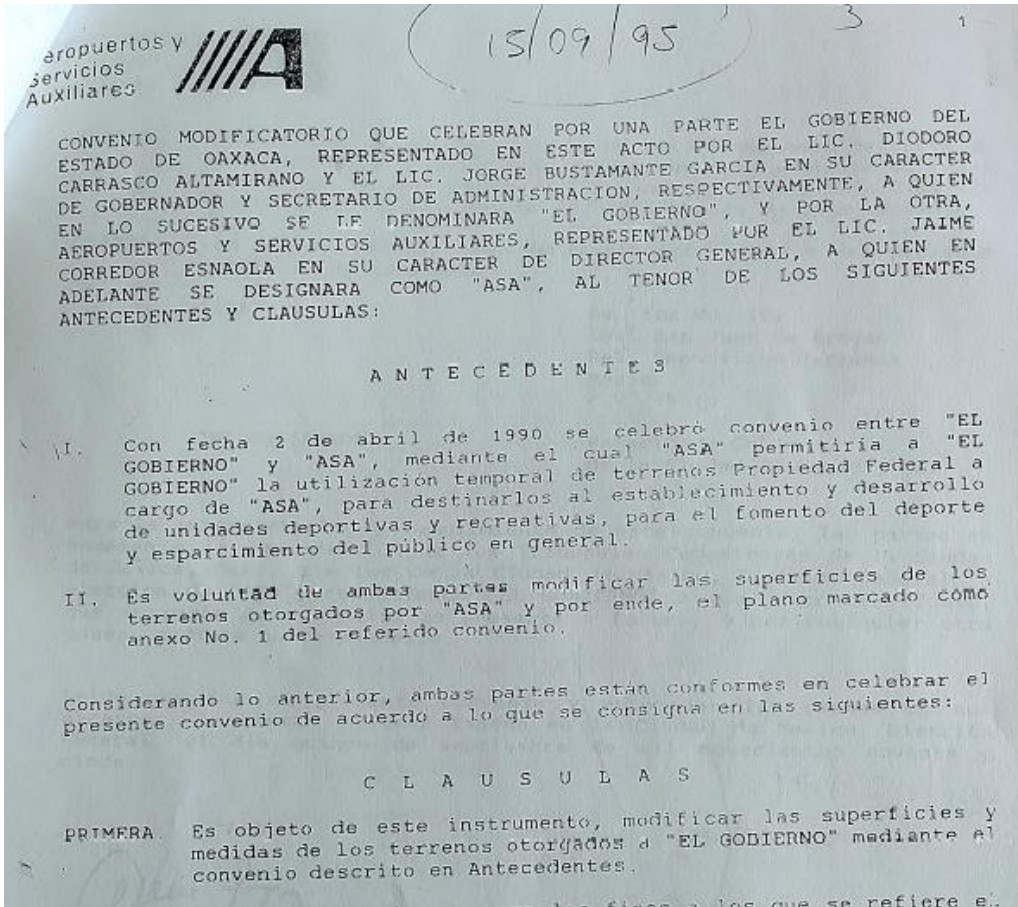 Aeropuertos y
Servicios
Auxiliares
15/09/95
3
1
CONVENIO MODIFICATORIO QUE CELEBRAN POR UNA PARTE EL GOBIERNO DEL
ESTADO DE OAXACA, REPRESENTADO EN ESTE ACTO POR EL LIC. DIODORO
CARRASCO ALTAMIRANO Y EL LIC. JORGE BUSTAMANTE GARCIA EN SU CARACTER
DE GOBERNADOR Y SECRETARIO DE ADMINISTRACION, RESPECTIVAMENTE, A QUIEN
EN LO SUCESIVO SE LE DENOMINARA "EL GOBIERNO", Y POR LA OTRA,
AEROPUERTOS Y SERVICIOS AUXILIARES, REPRESENTADO POR EL LIC. JAIME
CORREDOR ESNAOLA EN SU CARACTER DE DIRECTOR GENERAL, A QUIEN EN
ADELANTE SE DESIGNARA COMO "ASA", AL TENOR DE LOS SIGUIENTES
ANTECEDENTES Y CLAUSULAS:
A N T E C E D E N T E S
I. Con fecha 2 de abril de 1990 se celebró convenio entre "EL
GOBIERNO" y "ASA", mediante el cual "ASA" permitiría a "EL
GOBIERNO" la utilización temporal de terrenos Propiedad Federal a
cargo de "ASA", para destinarlos al establecimiento y desarrollo
de unidades deportivas y recreativas, para el fomento del deporte
y esparcimiento del público en general.
II. Es voluntad de ambas partes modificar las superficies de los
terrenos otorgados por "ASA" y por ende, el plano marcado como
anexo No. 1 del referido convenio.
Considerando lo anterior, ambas partes están conformes en celebrar el
presente convenio de acuerdo a lo que se consigna en las siguientes:
C L A U S U L A S
PRIMERA. Es objeto de este instrumento, modificar las superficies y
medidas de los terrenos otorgados a "EL GOBIERNO" mediante el
convenio descrito en Antecedentes.
los fines a los que se refiere el